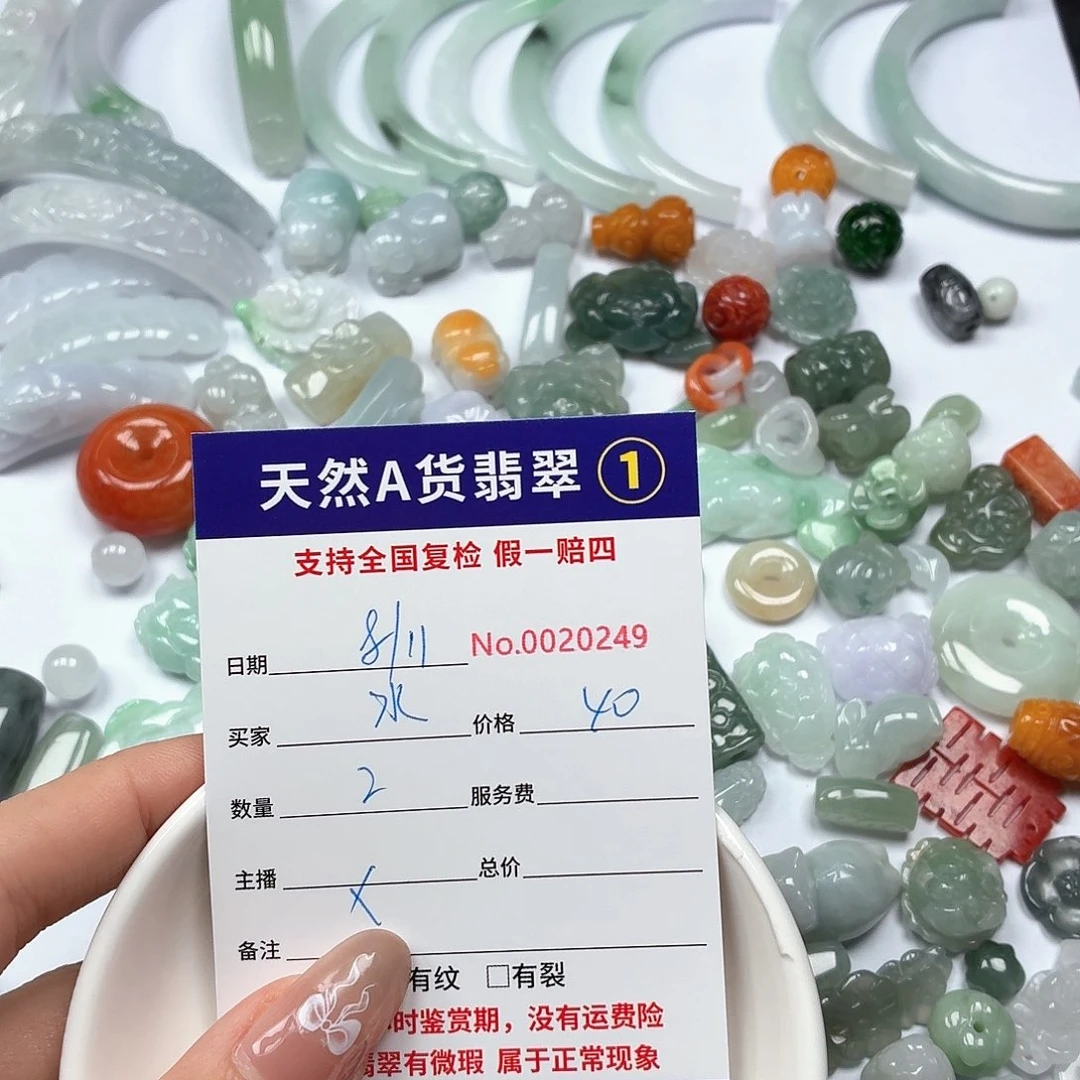 天然A货翡翠 1
支持全国复检 假一赔四
日期 8/11 No.0020249
买家 水 价格 40
数量 2 服务费
主播 X 总价
备注
有纹 □有裂
时鉴赏期，没有运费险
翡翠有微瑕 属于正常现象